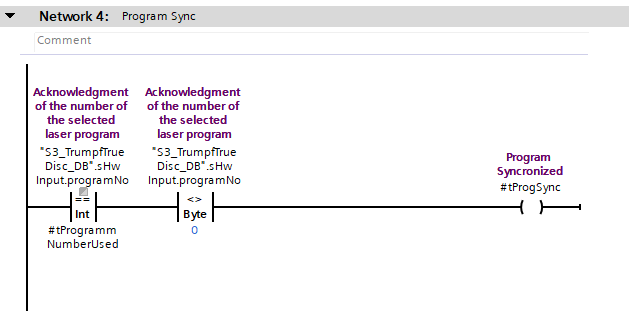 Network 4: Program Sync
Comment
Acknowledgment
of the number of
the selected
laser program
"S3_TrumpfTrue
Disc_DB".sHw
Input.programNo
==
Int
#tProgramm
NumberUsed
Acknowledgment
of the number of
the selected
laser program
"S3_TrumpfTrue
Disc_DB".sHw
Input.programNo
<>
Byte
0
Program
Syncronized
#tProgSync